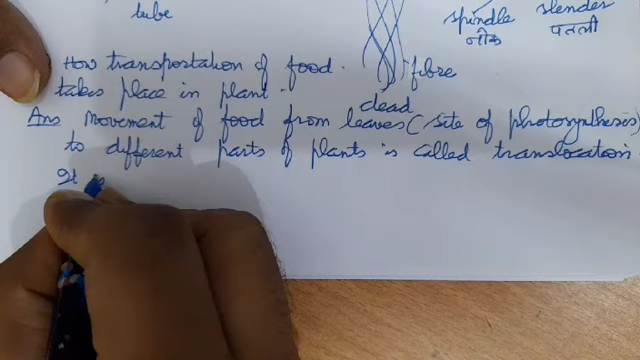 tube
spindle slender
नीक पतली
fibre
dead
How transportation of food
takes place in plant.
Ans Movement of food from leaves (site of photosynthesis)
to different parts of plants is called translocation.
It